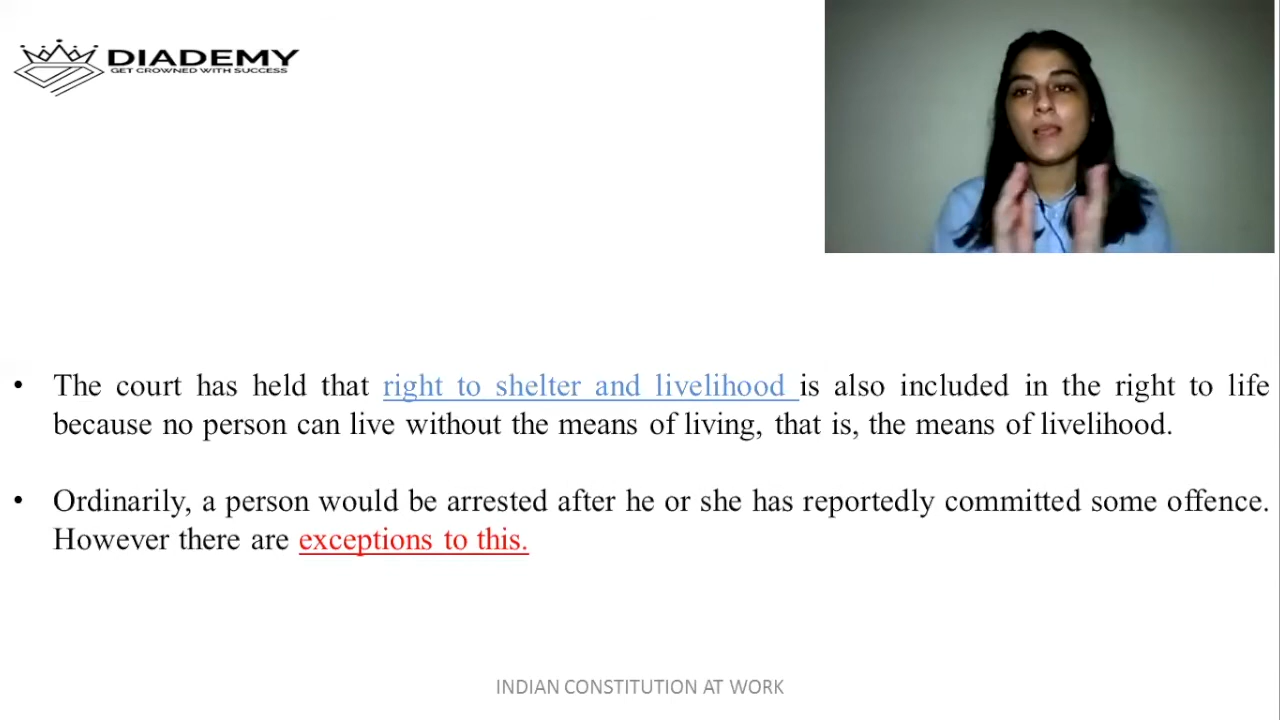 DIADEMY
GET CROWNED WITH SUCCESS
• The court has held that right to shelter and livelihood is also included in the right to life
because no person can live without the means of living, that is, the means of livelihood.
• Ordinarily, a person would be arrested after he or she has reportedly committed some offence.
However there are exceptions to this.
INDIAN CONSTITUTION AT WORK